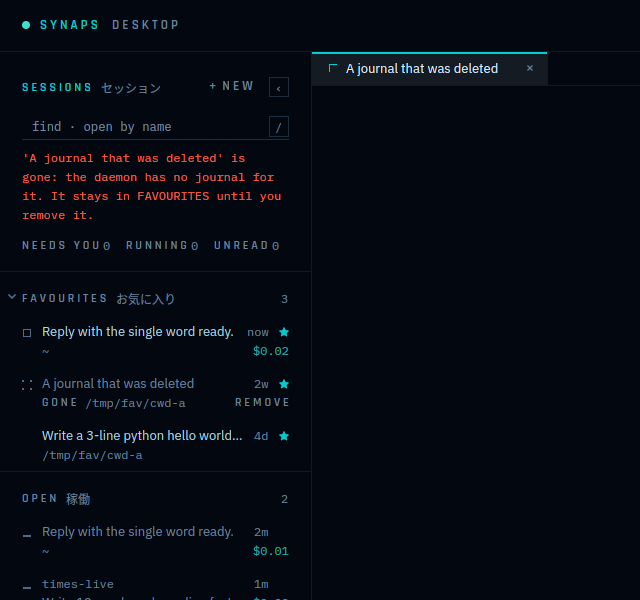 SYNAPS DESKTOP
SESSIONS セッション + NEW ‹
A journal that was deleted ×
find · open by name /
'A journal that was deleted' is
gone: the daemon has no journal for
it. It stays in FAVOURITES until you
remove it.
NEEDS YOU 0 RUNNING 0 UNREAD 0
FAVOURITES お気に入り 3
Reply with the single word ready. now ★
~ $0.02
A journal that was deleted 2w ★
GONE /tmp/fav/cwd-a REMOVE
Write a 3-line python hello world... 4d ★
/tmp/fav/cwd-a
OPEN 稼働 2
Reply with the single word ready. 2m
~ $0.01
times-live 1m